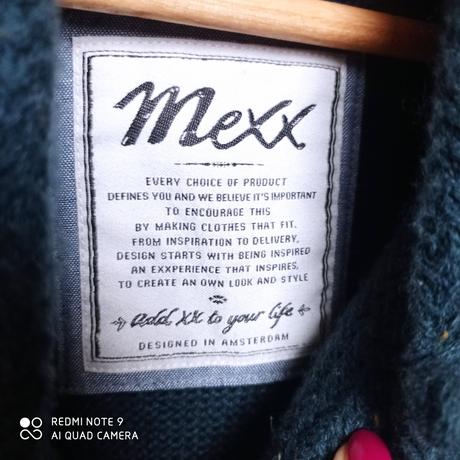 Mexx
EVERY CHOICE OF PRODUCT
DEFINES YOU AND WE BELIEVE IT'S IMPORTANT
TO ENCOURAGE THIS
BY MAKING CLOTHES THAT FIT.
FROM INSPIRATION TO DELIVERY,
DESIGN STARTS WITH BEING INSPIRED
AN EXXPERIENCE THAT INSPIRES,
TO CREATE AN OWN LOOK AND STYLE
add XX to your life
DESIGNED IN AMSTERDAM
REDMI NOTE 9
AI QUAD CAMERA